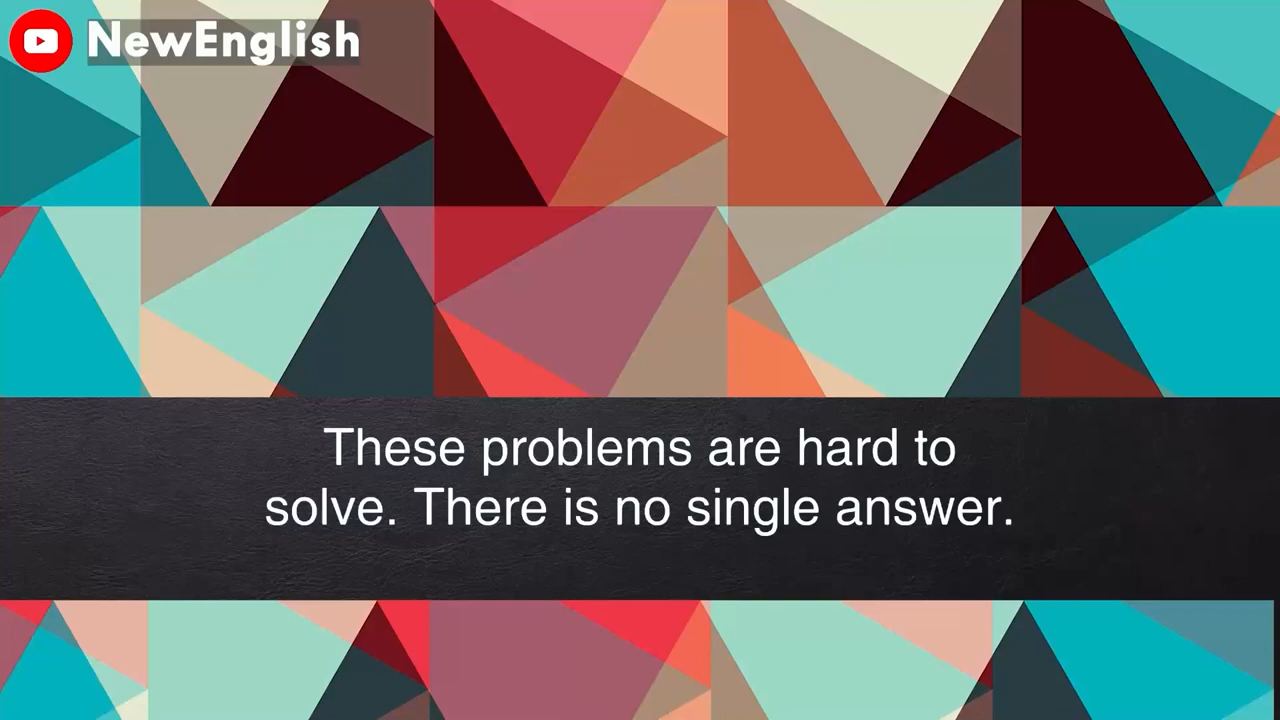 NewEnglish
These problems are hard to
solve. There is no single answer.